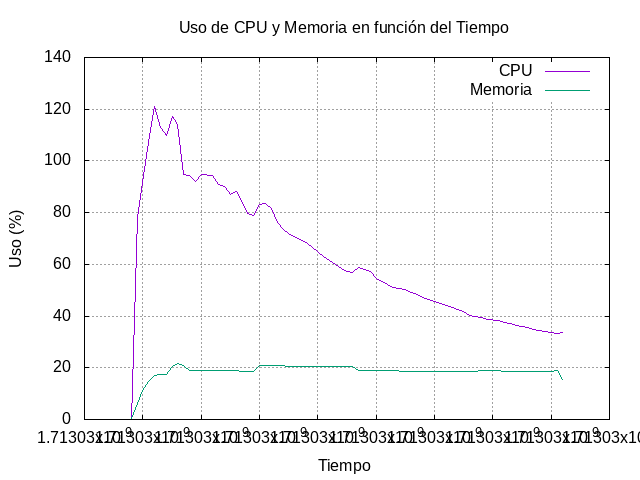 Uso de CPU y Memoria en función del Tiempo
140
CPU
Memoria
120
100
80
60
40
20
0
Uso (%)
Tiempo